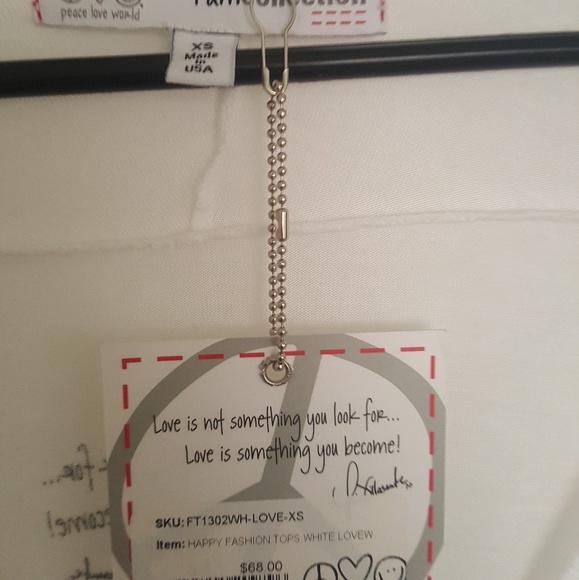 peace love world
XS
Made
in
USA
Love is not something you look for...
Love is something you become!
SKU: FT1302WH-LOVE-XS
Item: HAPPY FASHION TOPS WHITE LOVEW
$68.00